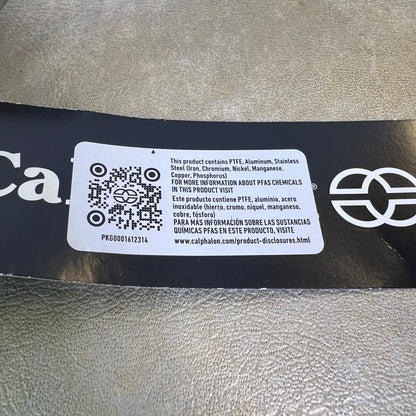 Cal
This product contains PTFE, Aluminum, Stainless
Steel (Iron, Chromium, Nickel, Manganese,
Copper, Phosphorus)
FOR MORE INFORMATION ABOUT PFAS CHEMICALS
IN THIS PRODUCT VISIT
Este producto contiene PTFE, aluminio, acero
inoxidable (hierro, cromo, níquel, manganeso,
cobre, fósforo)
PARA MAS INFORMACIÓN SOBRE LAS SUSTANCIAS
QUÍMICAS PFAS EN ESTE PRODUCTO, VISITE
www.calphalon.com/product-disclosures.html
PKG0001612314
®